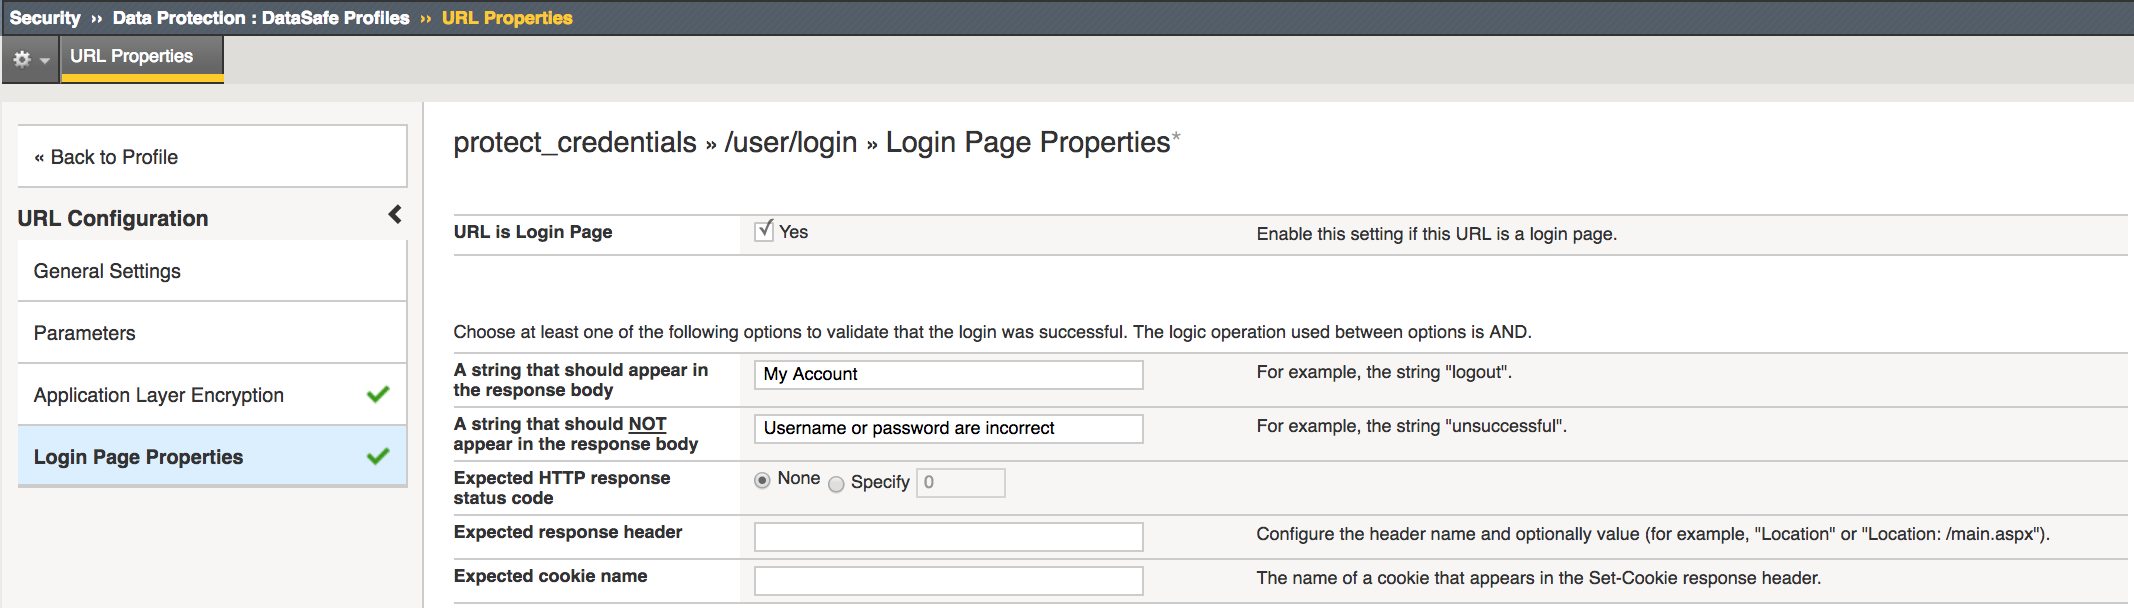 Security ›› Data Protection : DataSafe Profiles ›› URL Properties
URL Properties
« Back to Profile
URL Configuration
General Settings
Parameters
Application Layer Encryption
Login Page Properties
protect_credentials » /user/login » Login Page Properties*
URL is Login Page
Yes
Enable this setting if this URL is a login page.
Choose at least one of the following options to validate that the login was successful. The logic operation used between options is AND.
A string that should appear in
the response body
My Account
For example, the string "logout".
A string that should NOT
appear in the response body
Username or password are incorrect
For example, the string "unsuccessful".
Expected HTTP response
status code
None Specify 0
Expected response header
Configure the header name and optionally value (for example, "Location" or "Location: /main.aspx").
Expected cookie name
The name of a cookie that appears in the Set-Cookie response header.